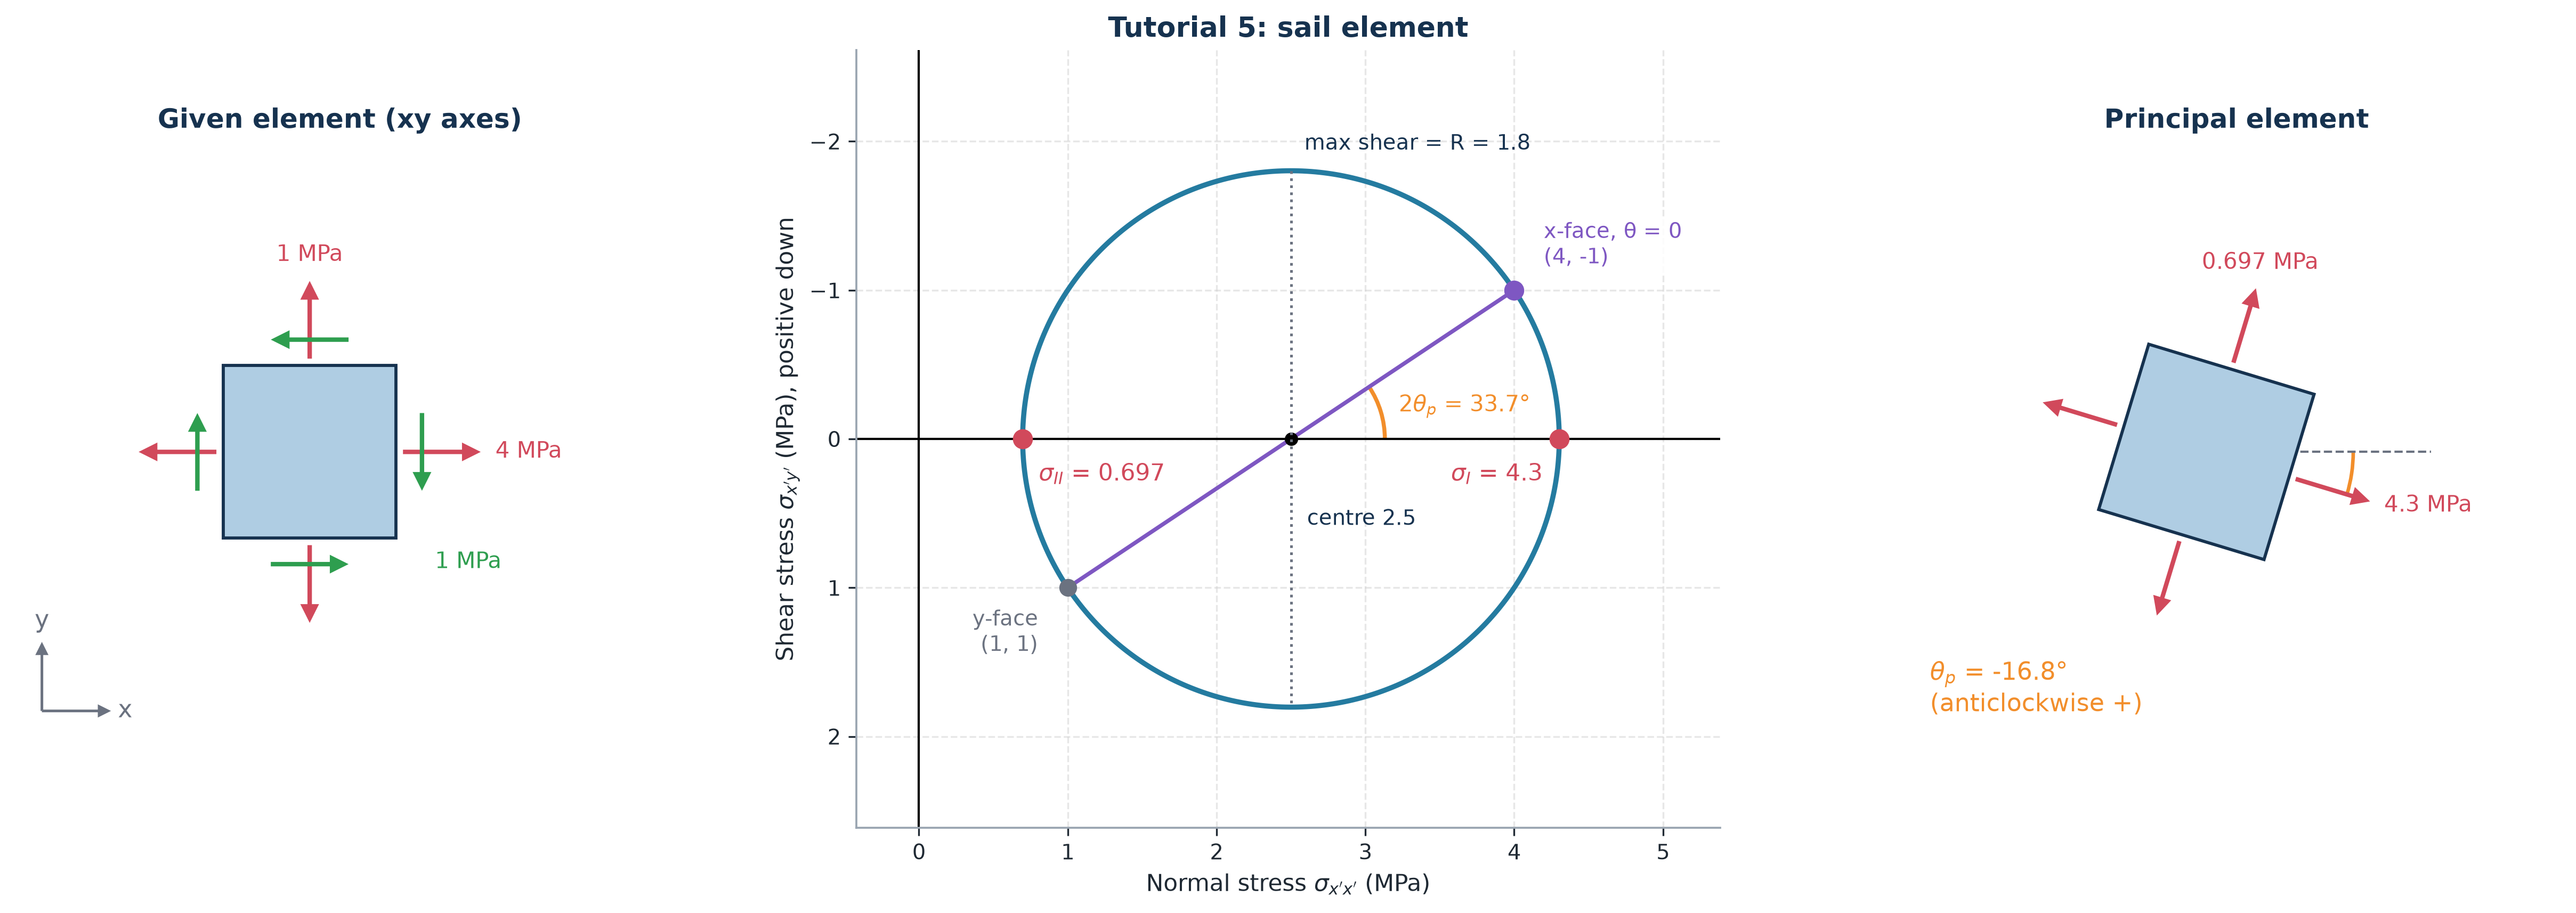 Tutorial 5: sail element
Given element (xy axes)
1 MPa
4 MPa
1 MPa
y
x
Shear stress σx′y′ (MPa), positive down
−2
−1
0
1
2
max shear = R = 1.8
x-face, θ = 0
(4, -1)
2θp = 33.7°
σII = 0.697
σI = 4.3
centre 2.5
y-face
(1, 1)
0
1
2
3
4
5
Normal stress σx′x′ (MPa)
Principal element
0.697 MPa
4.3 MPa
θp = -16.8°
(anticlockwise +)